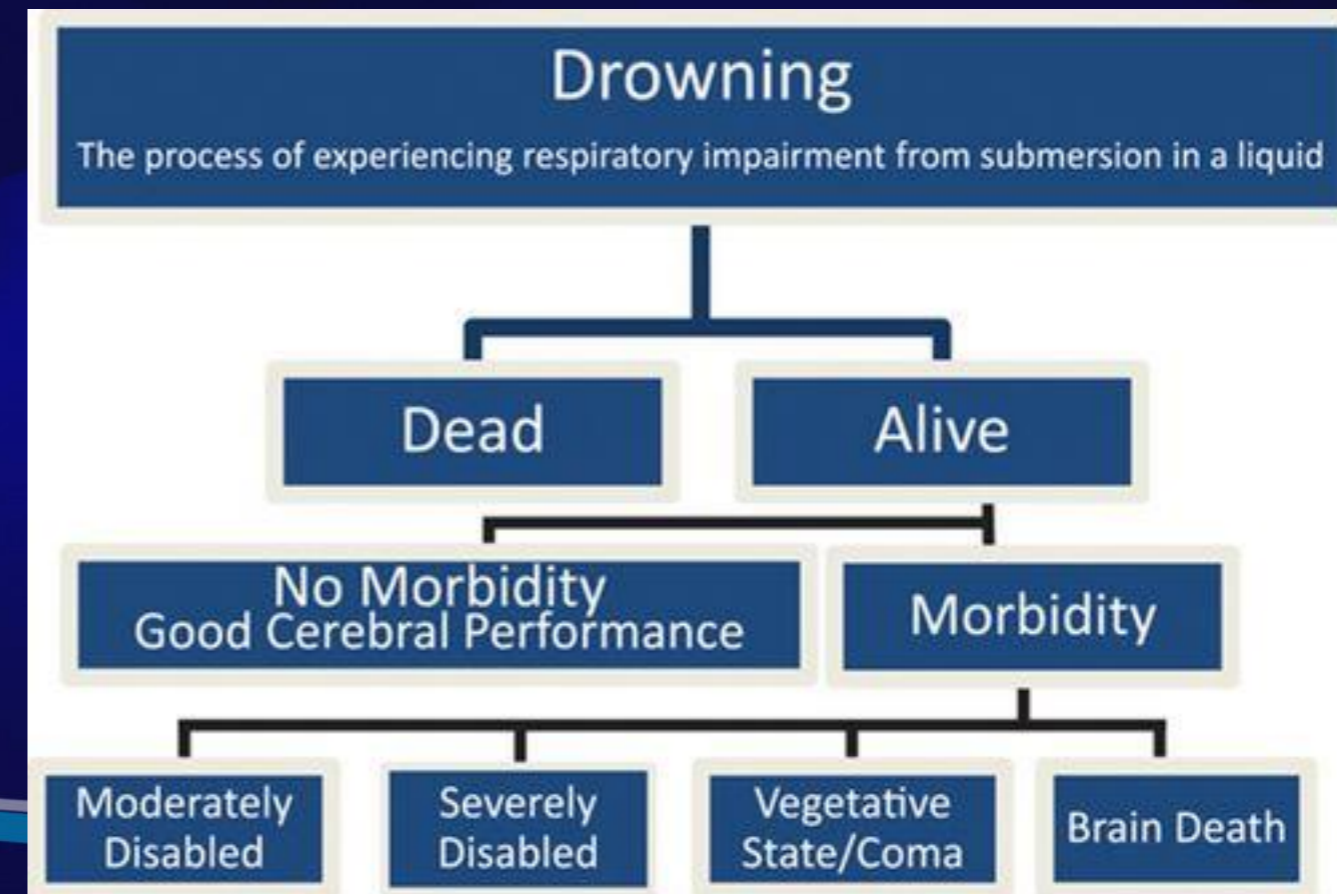 Drowning
The process of experiencing respiratory impairment from submersion in a liquid
Dead
Alive
No Morbidity
Good Cerebral Performance
Morbidity
Moderately
Disabled
Severely
Disabled
Vegetative
State/Coma
Brain Death